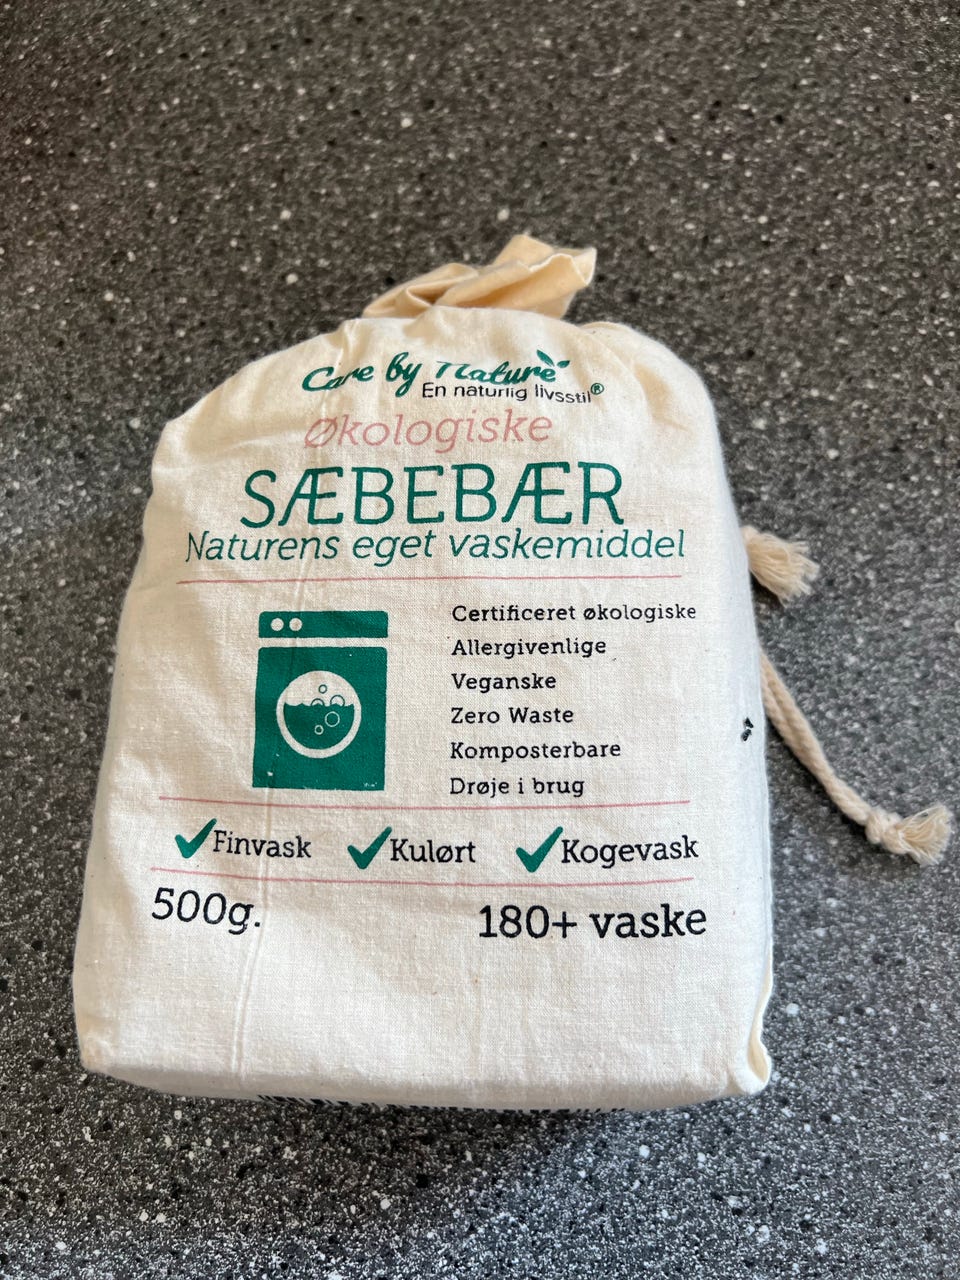 Care by Nature
En naturlig livsstil®
Økologiske
SÆBEBÆR
Naturens eget vaskemiddel
Certificeret økologiske
Allergivenlige
Veganske
Zero Waste
Komposterbare
Drøje i brug
Finvask Kulørt Kogevask
500g. 180+ vaske